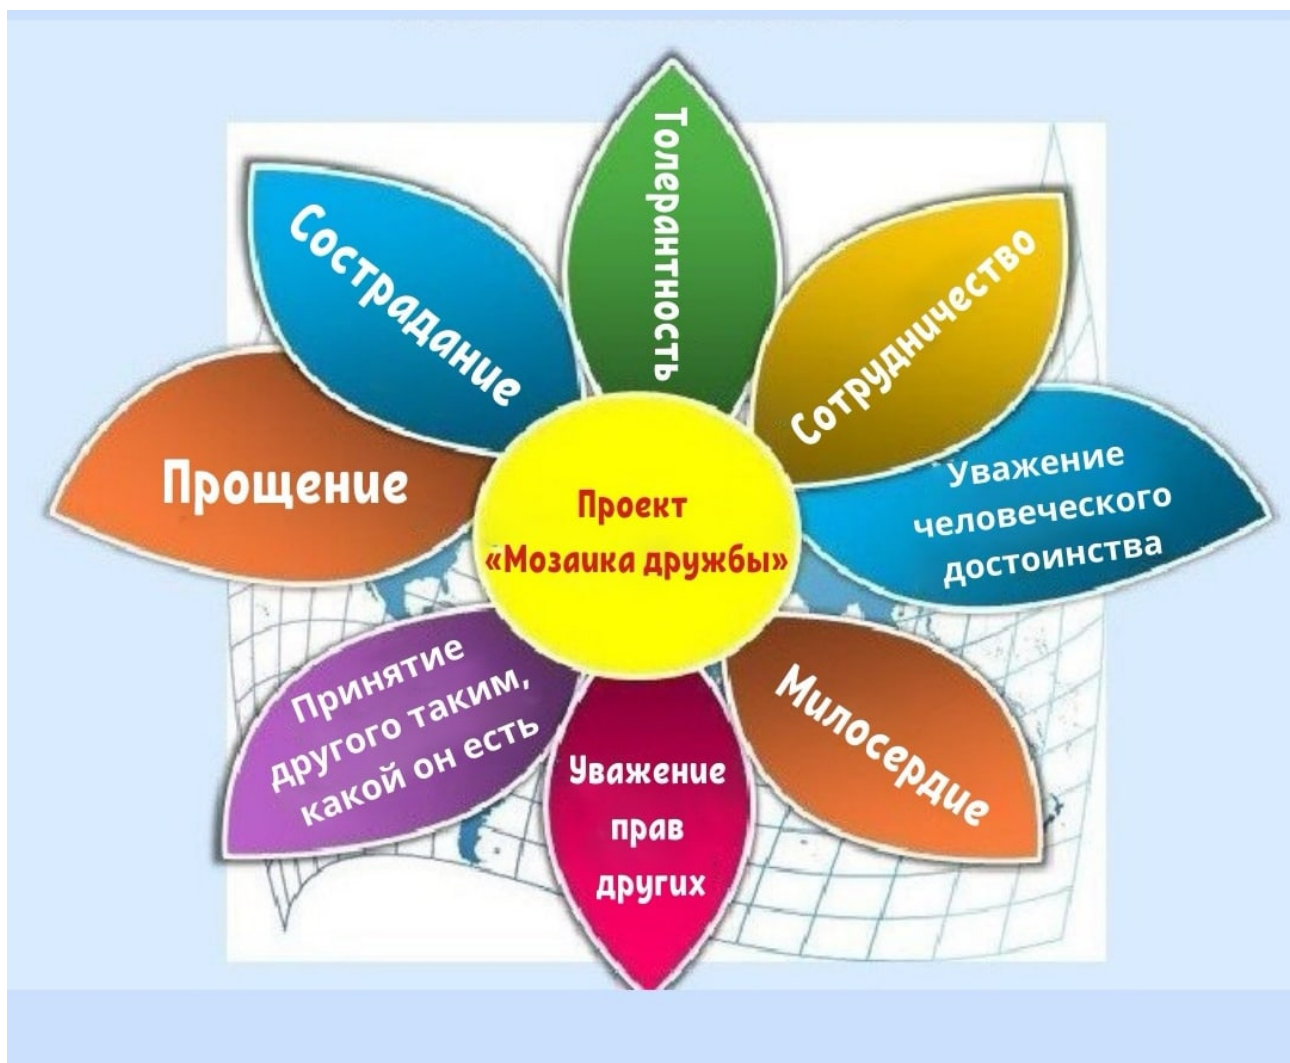 Толерантность
Сотрудничество
Уважение
человеческого
достоинства
Милосердие
Уважение
прав
других
Принятие
другого таким,
какой он есть
Прощение
Сострадание
Проект
«Мозаика дружбы»